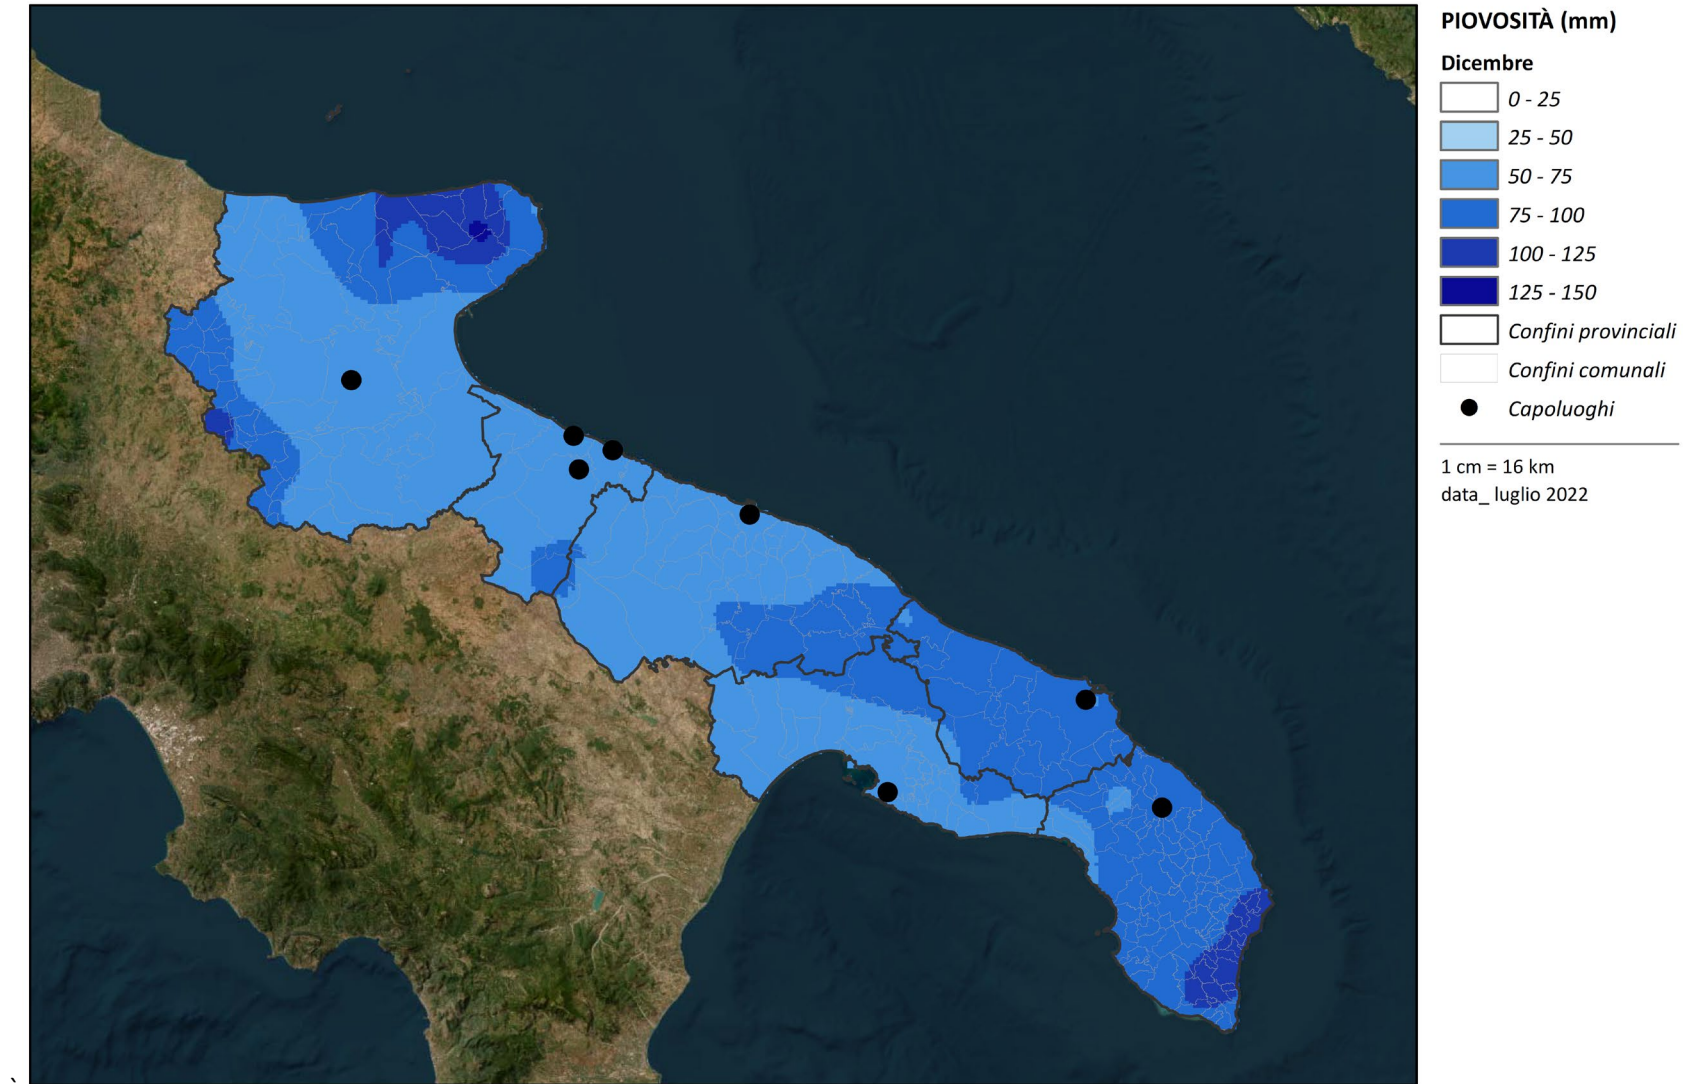 PIOVOSITÀ (mm)
Dicembre
0 - 25
25 - 50
50 - 75
75 - 100
100 - 125
125 - 150
Confini provinciali
Confini comunali
Capoluoghi
1 cm = 16 km
data_ luglio 2022